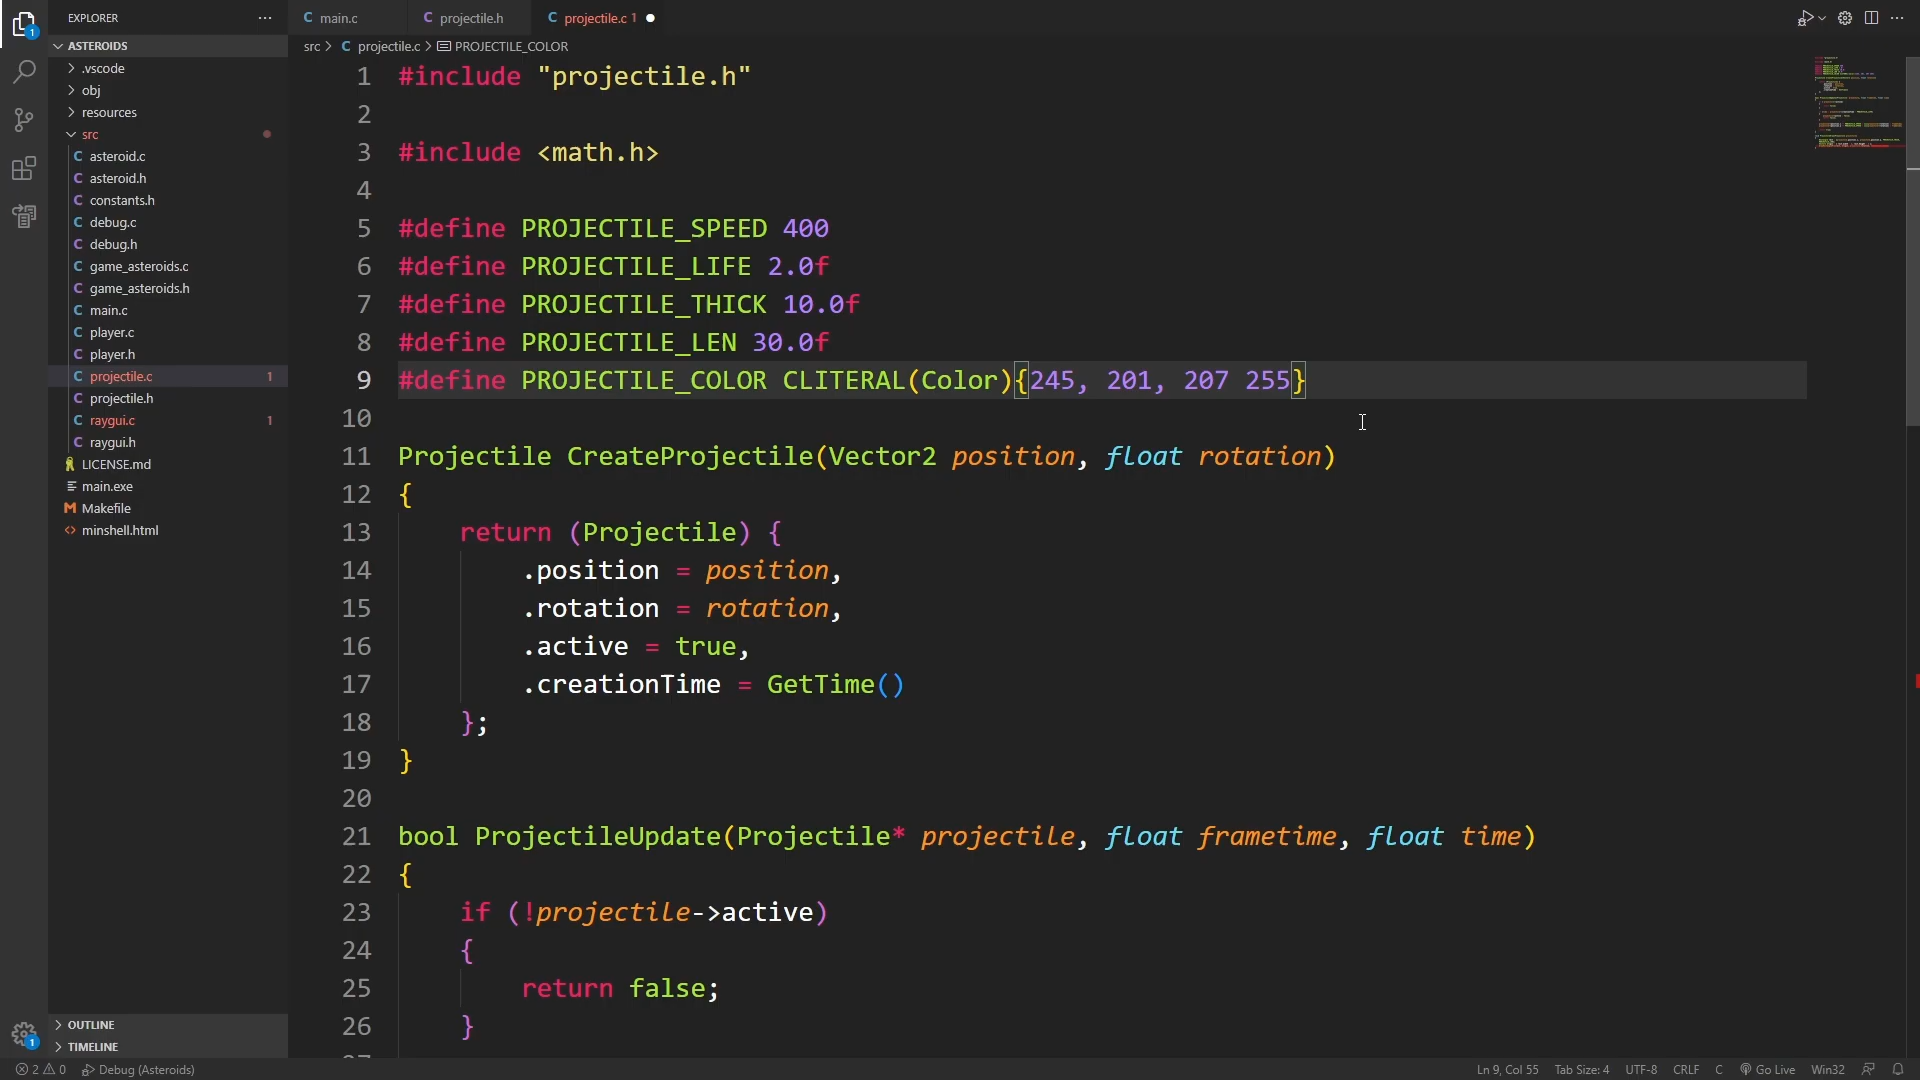 EXPLORER
ASTEROIDS
.vscode
obj
resources
src
asteroid.c
asteroid.h
constants.h
debug.c
debug.h
game_asteroids.c
game_asteroids.h
main.c
player.c
player.h
projectile.c 1
projectile.h
raygui.c 1
raygui.h
LICENSE.md
main.exe
Makefile
minshell.html
OUTLINE
TIMELINE
main.c projectile.h projectile.c 1
src > projectile.c > PROJECTILE_COLOR
1 #include "projectile.h"
2
3 #include <math.h>
4
5 #define PROJECTILE_SPEED 400
6 #define PROJECTILE_LIFE 2.0f
7 #define PROJECTILE_THICK 10.0f
8 #define PROJECTILE_LEN 30.0f
9 #define PROJECTILE_COLOR CLITERAL(Color){245, 201, 207 255}
10
11 Projectile CreateProjectile(Vector2 position, float rotation)
12 {
13 return (Projectile) {
14 .position = position,
15 .rotation = rotation,
16 .active = true,
17 .creationTime = GetTime()
18 };
19 }
20
21 bool ProjectileUpdate(Projectile* projectile, float frametime, float time)
22 {
23 if (!projectile->active)
24 {
25 return false;
26 }
2 0 Debug (Asteroids) Ln 9, Col 55 Tab Size: 4 UTF-8 CRLF C Go Live Win32